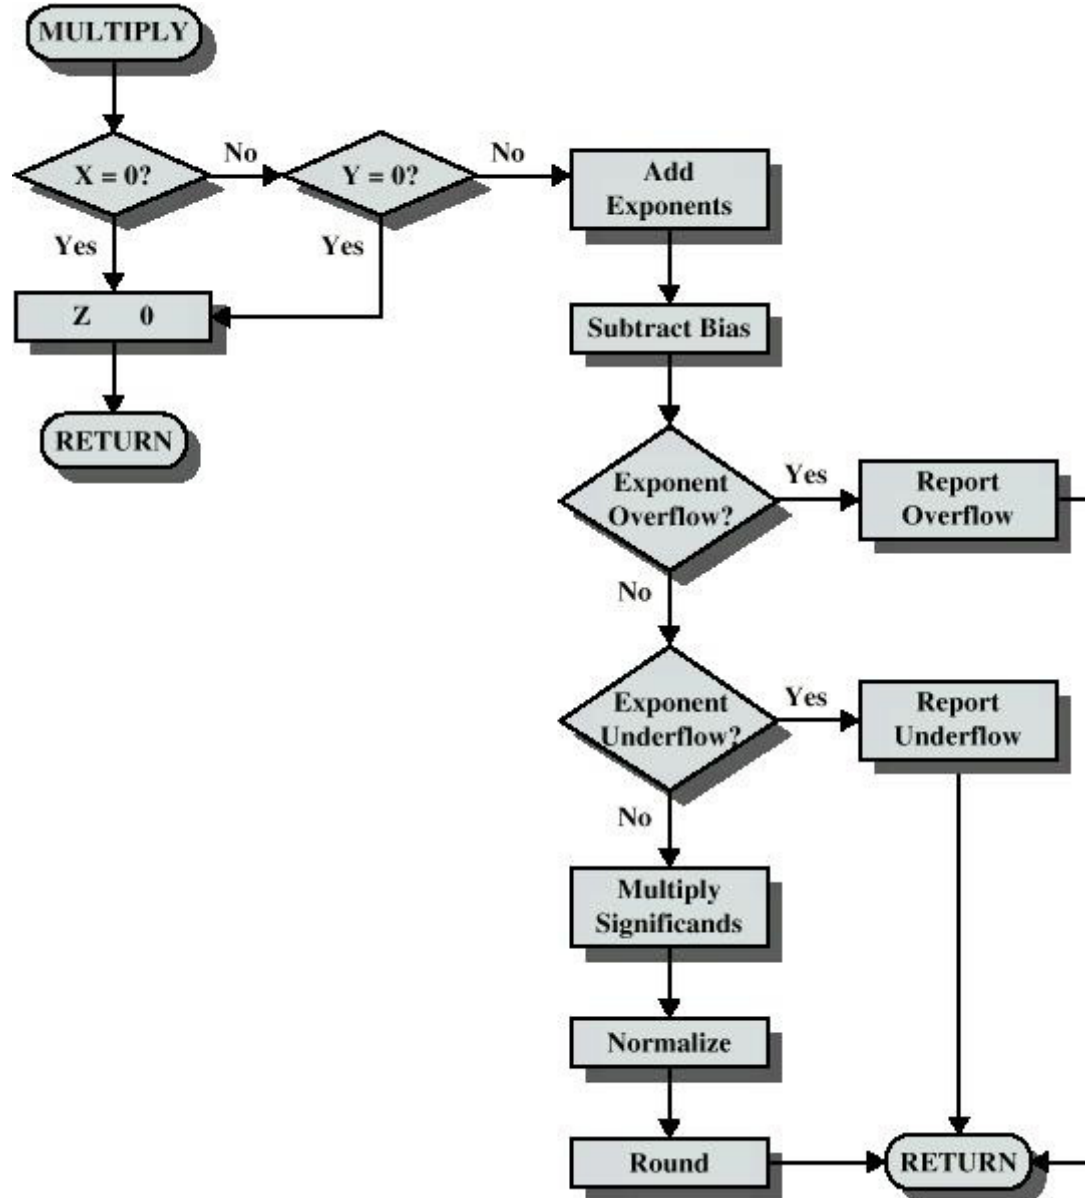 MULTIPLY
X = 0?
No
Y = 0?
No
Add
Exponents
Yes
Yes
Z 0
Subtract Bias
RETURN
Exponent
Overflow?
Yes
Report
Overflow
No
Exponent
Underflow?
Yes
Report
Underflow
No
Multiply
Significands
Normalize
Round
RETURN